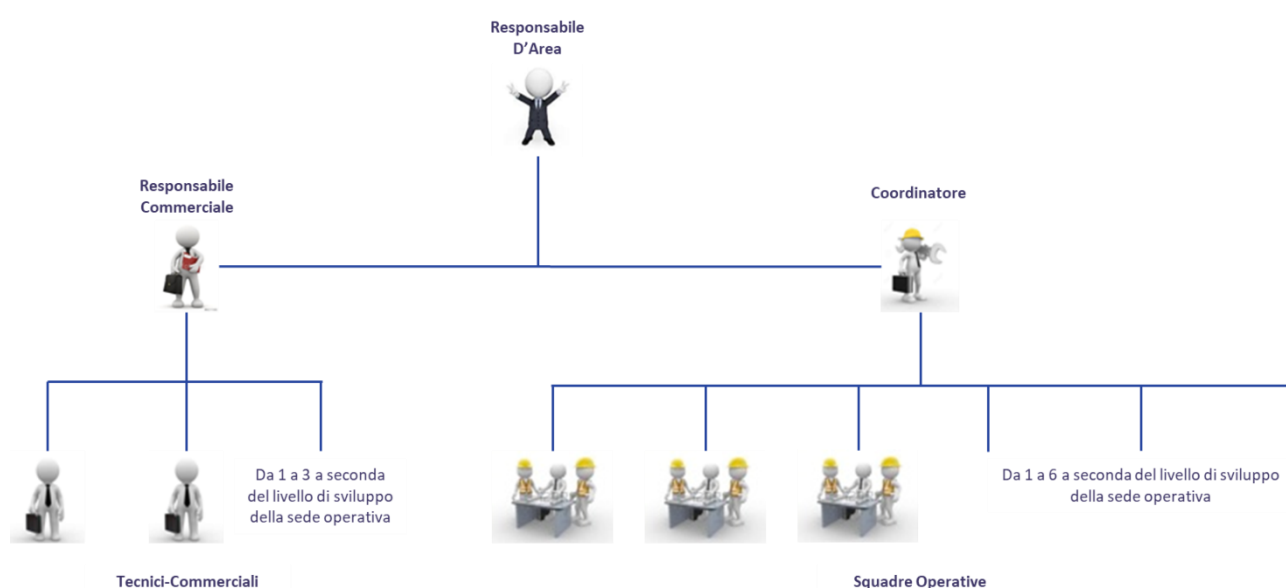 Responsabile
D'Area
Responsabile
Commerciale
Coordinatore
Da 1 a 3 a seconda
del livello di sviluppo
della sede operativa
Da 1 a 6 a seconda del livello di sviluppo
della sede operativa
Tecnici-Commerciali
Squadre Operative